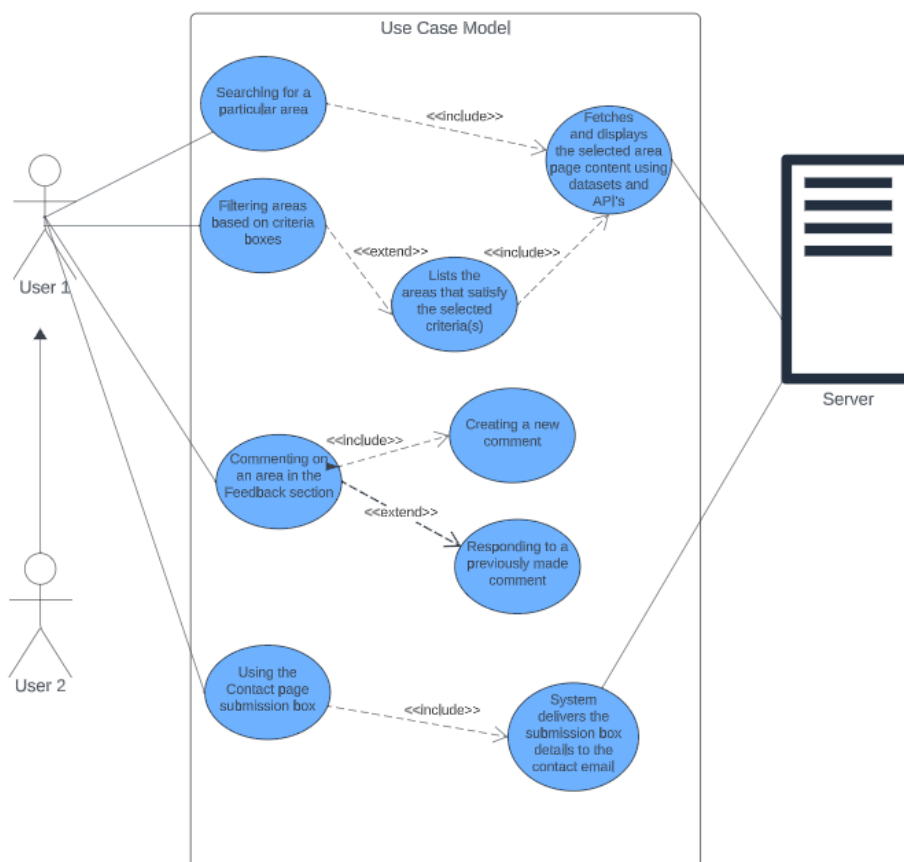 Use Case Model
Searching for a
particular area
<<include>>
Fetches
and displays
the selected area
page content using
datasets and
API's
Filtering areas
based on criteria
boxes
<<extend>>
<<include>>
Lists the
areas that satisfy
the selected
criteria(s)
User 1
Server
Creating a new
comment
<<include>>
Commenting on
an area in the
Feedback section
<<extend>>
Responding to a
previously made
comment
User 2
Using the
Contact page
submission box
<<include>>
System
delivers the
submission box
details to the
contact email